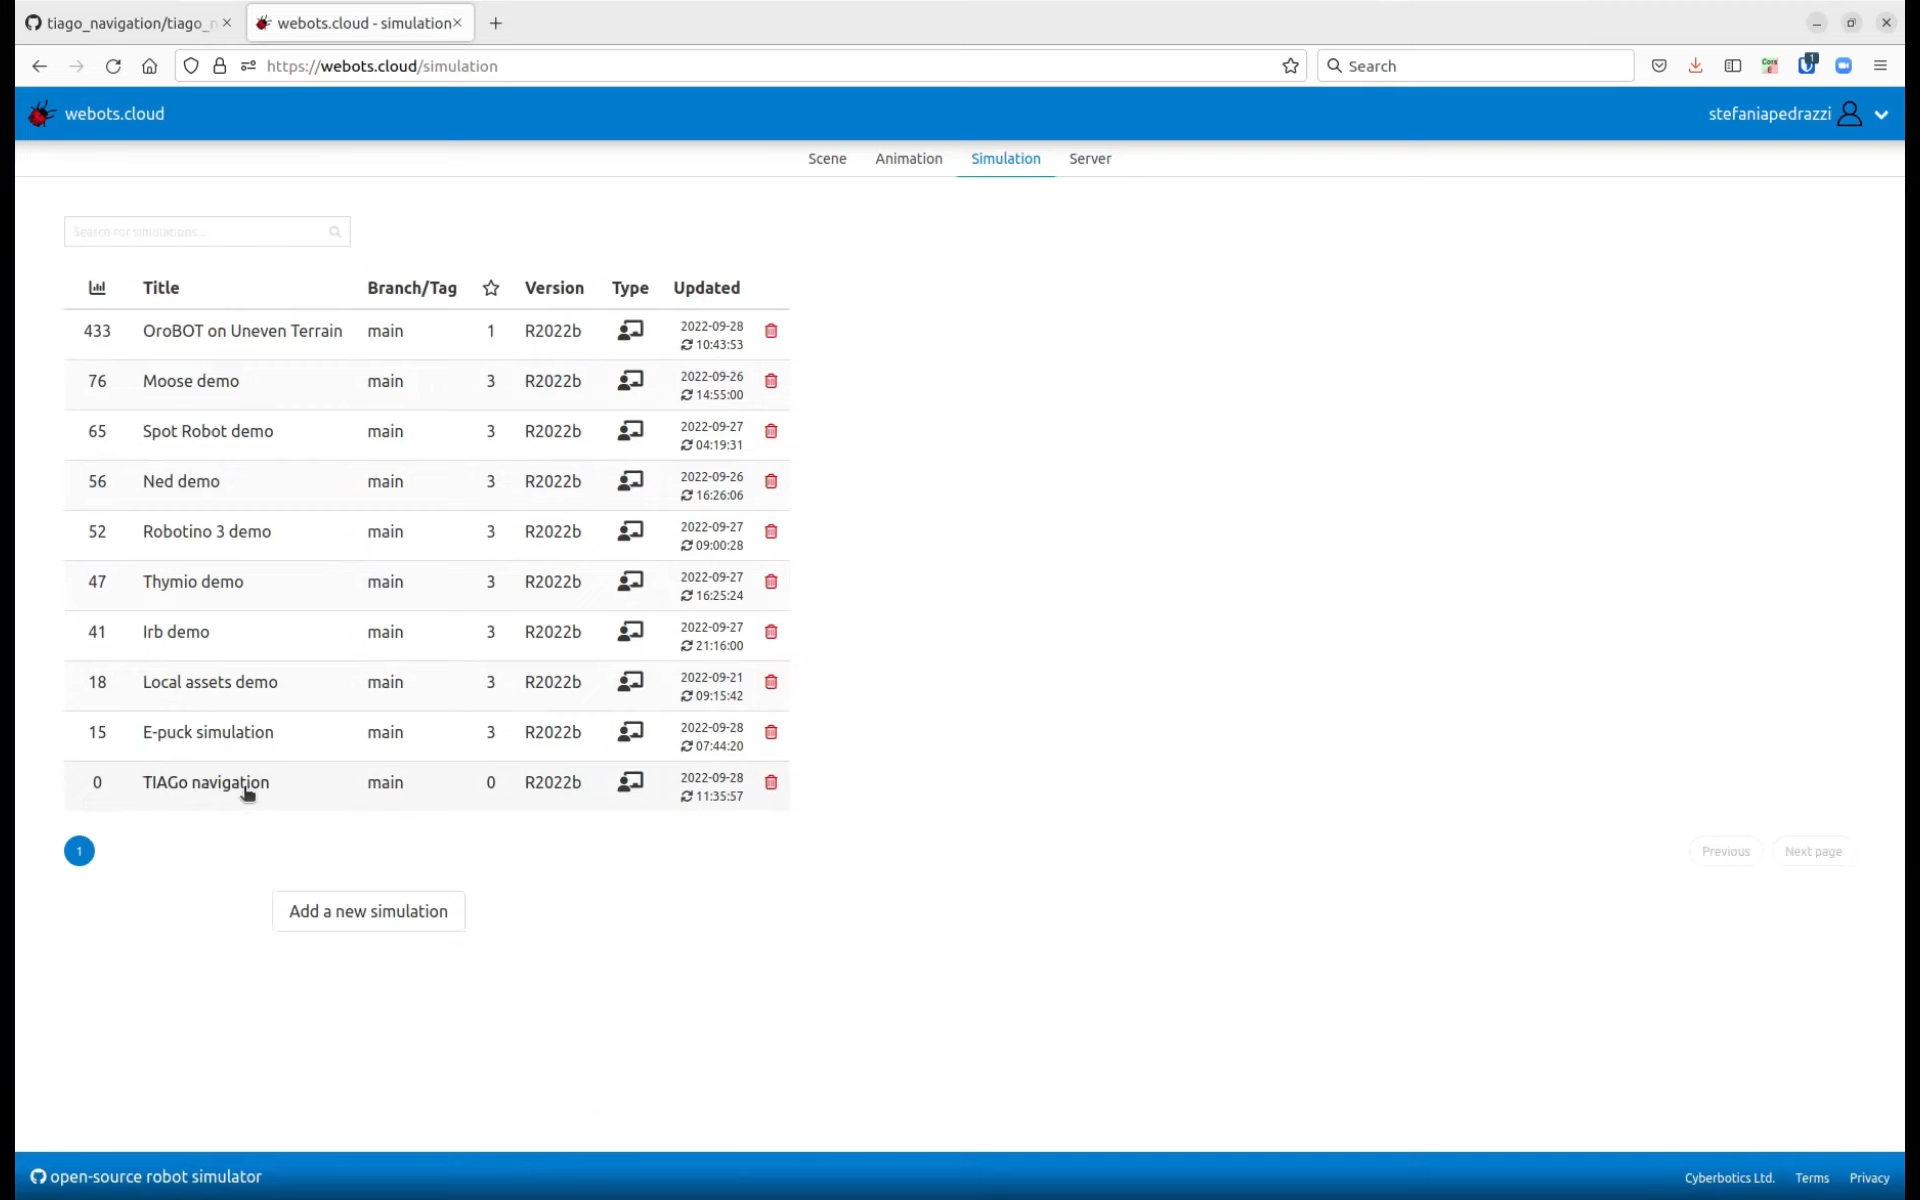 tiago_navigation/tiago_n
webots.cloud - simulation
https://webots.cloud/simulation
Search
1
webots.cloud
stefaniapedrazzi
Scene Animation Simulation Server
Search for simulations...
Title Branch/Tag Version Type Updated
433 OroBOT on Uneven Terrain main 1 R2022b 2022-09-28 10:43:53
76 Moose demo main 3 R2022b 2022-09-26 14:55:00
65 Spot Robot demo main 3 R2022b 2022-09-27 04:19:31
56 Ned demo main 3 R2022b 2022-09-26 16:26:06
52 Robotino 3 demo main 3 R2022b 2022-09-27 09:00:28
47 Thymio demo main 3 R2022b 2022-09-27 16:25:24
41 Irb demo main 3 R2022b 2022-09-27 21:16:00
18 Local assets demo main 3 R2022b 2022-09-21 09:15:42
15 E-puck simulation main 3 R2022b 2022-09-28 07:44:20
0 TIAGo navigation main 0 R2022b 2022-09-28 11:35:57
1 Previous Next page
Add a new simulation
open-source robot simulator
Cyberbotics Ltd. Terms Privacy